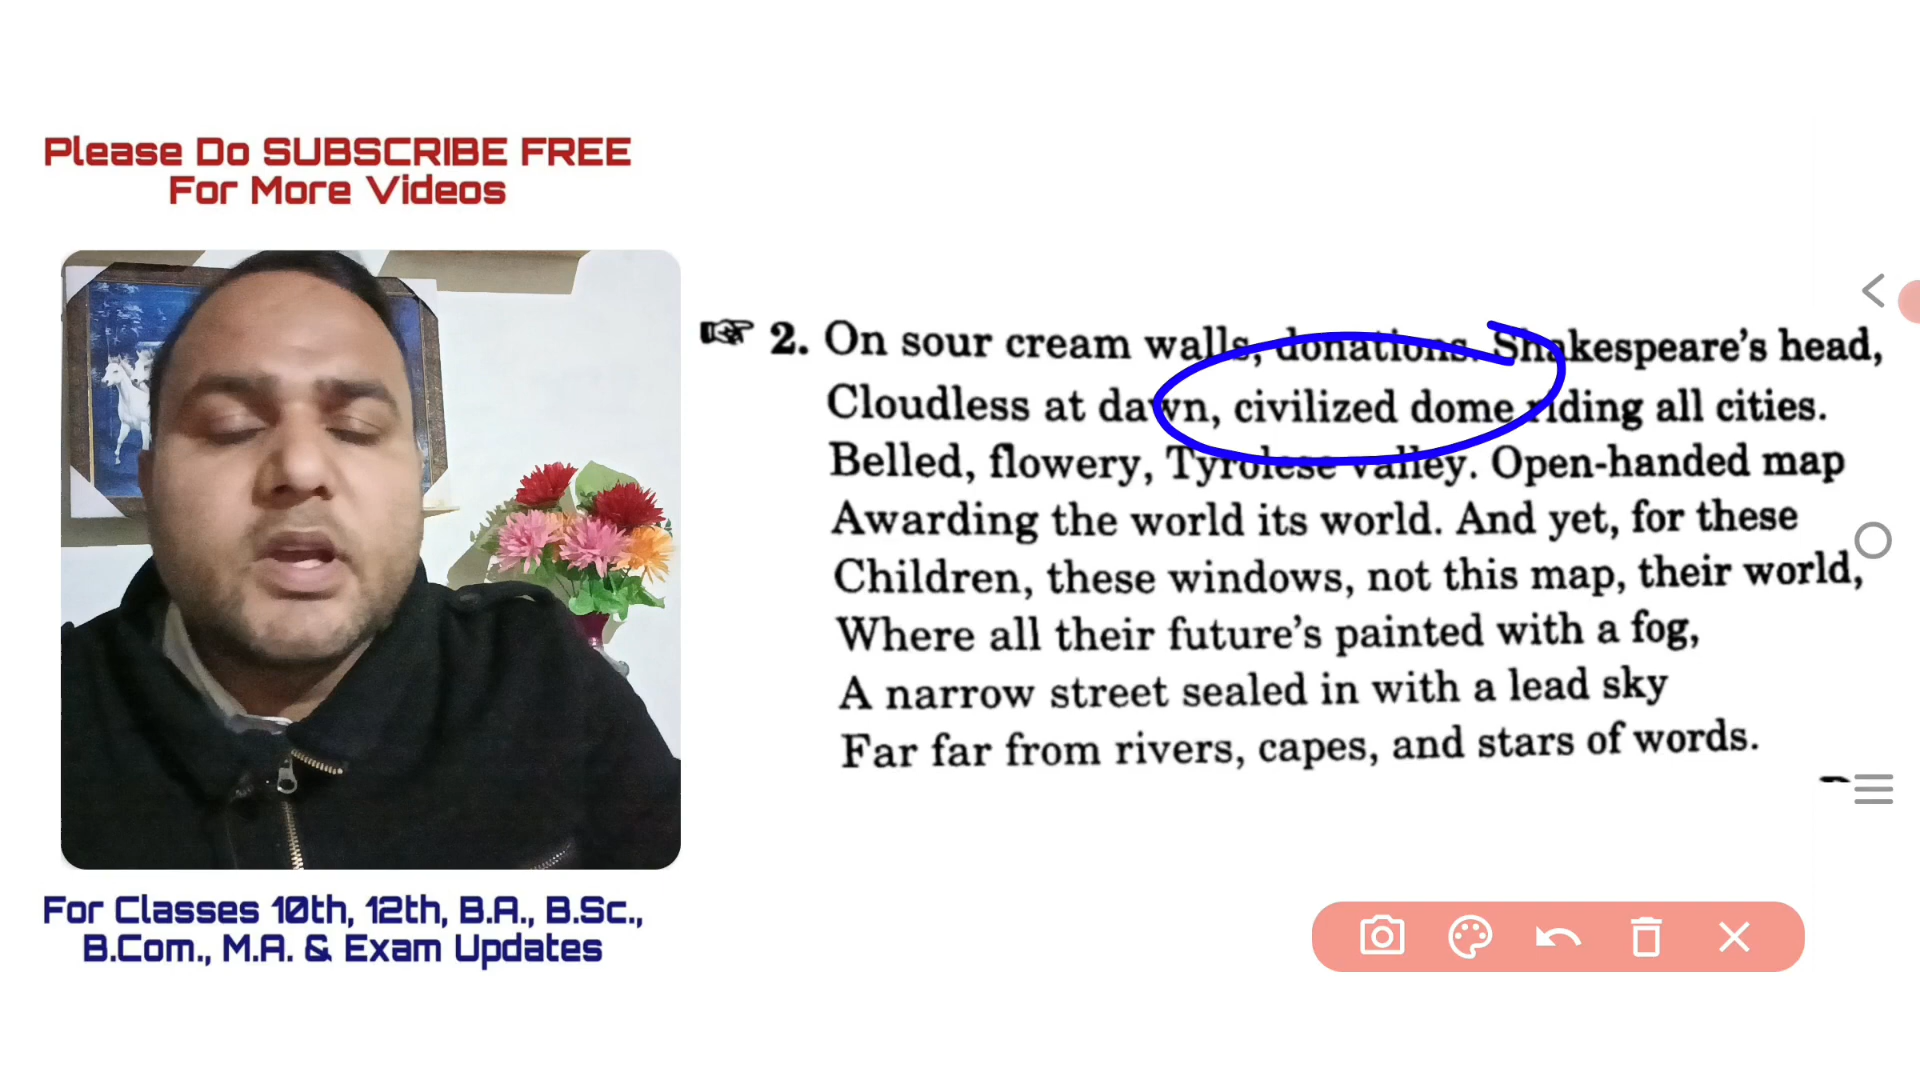 Please Do SUBSCRIBE FREE
For More Videos
2. On sour cream walls, donations. Shakespeare's head,
Cloudless at dawn, civilized dome riding all cities.
Belled, flowery, Tyrolese valley. Open-handed map
Awarding the world its world. And yet, for these
Children, these windows, not this map, their world,
Where all their future's painted with a fog,
A narrow street sealed in with a lead sky
Far far from rivers, capes, and stars of words.
For Classes 10th, 12th, B.A., B.Sc.,
B.Com., M.A. & Exam Updates